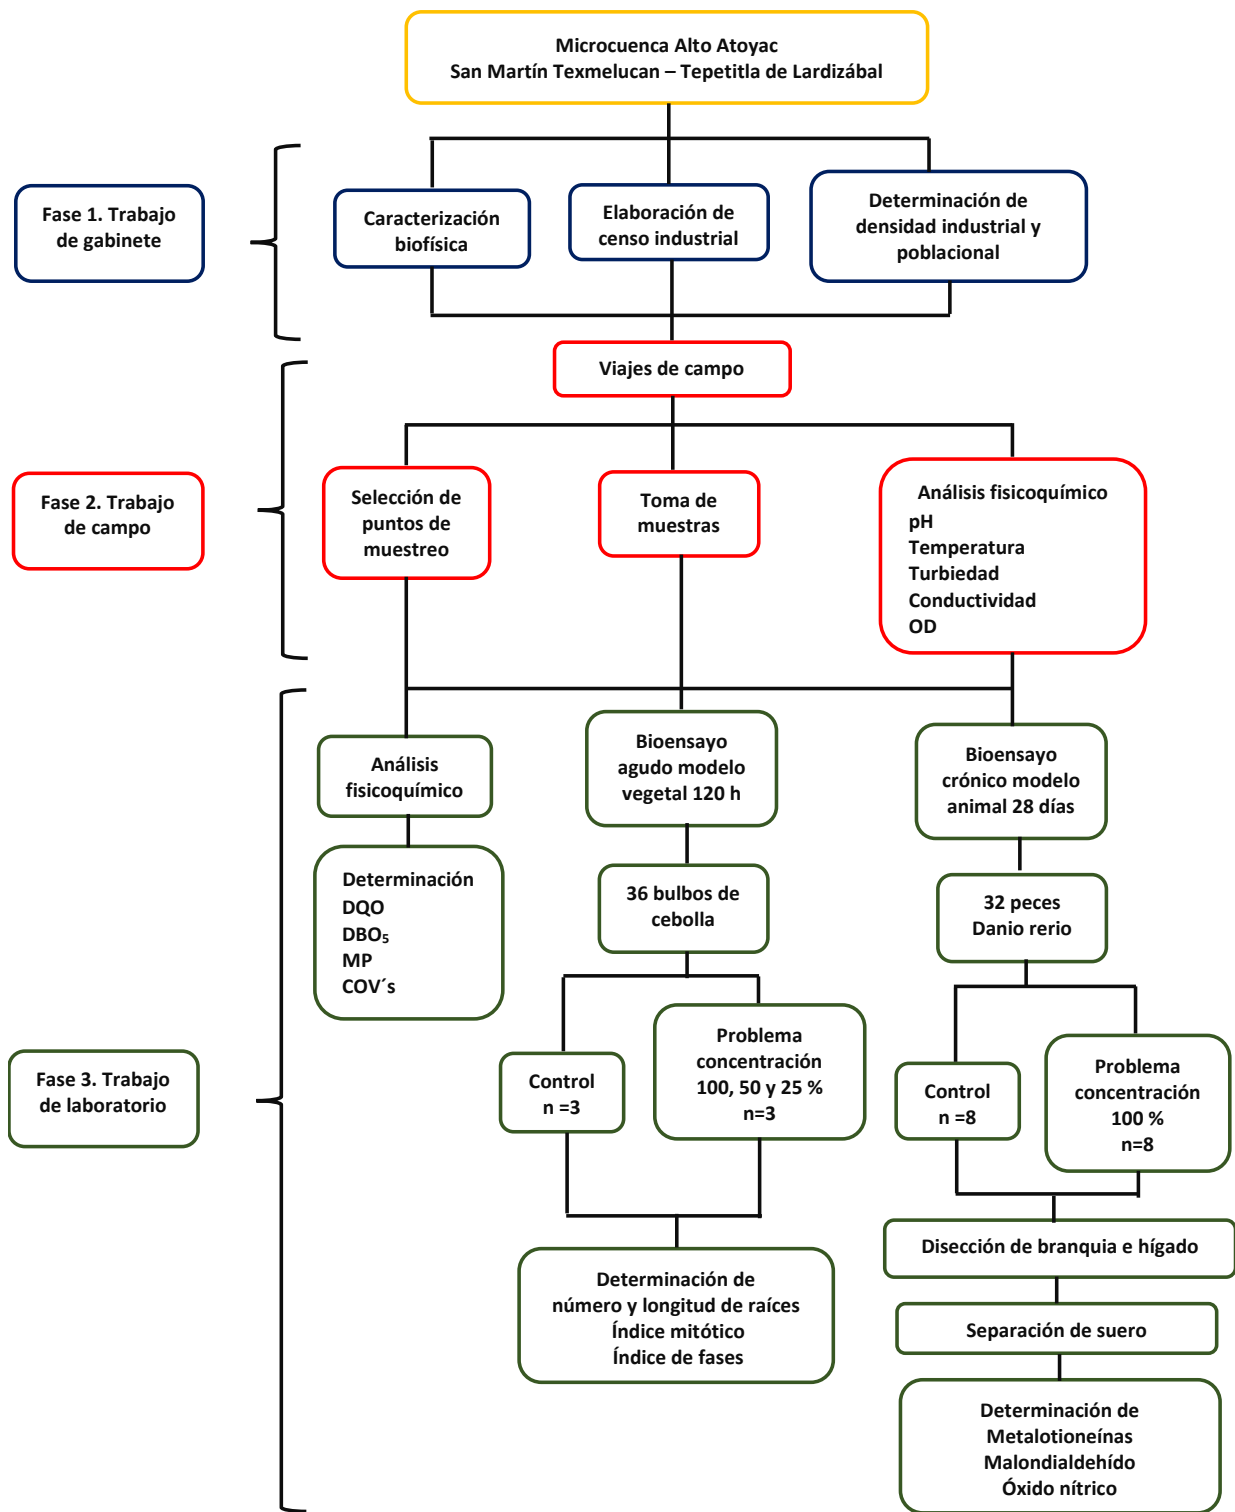 Microcuenca Alto Atoyac
San Martín Texmelucan – Tepetitla de Lardizábal
Fase 1. Trabajo
de gabinete
Caracterización
biofísica
Elaboración de
censo industrial
Determinación de
densidad industrial y
poblacional
Viajes de campo
Fase 2. Trabajo
de campo
Selección de
puntos de
muestreo
Toma de
muestras
Análisis fisicoquímico
pH
Temperatura
Turbiedad
Conductividad
OD
Fase 3. Trabajo
de laboratorio
Análisis
fisicoquímico
Determinación
DQO
DBO₅
MP
COV´s
Bioensayo
agudo modelo
vegetal 120 h
36 bulbos de
cebolla
Control
n =3
Problema
concentración
100, 50 y 25 %
n=3
Determinación de
número y longitud de raíces
Índice mitótico
Índice de fases
Bioensayo
crónico modelo
animal 28 días
32 peces
Danio rerio
Control
n =8
Problema
concentración
100 %
n=8
Disección de branquia e hígado
Separación de suero
Determinación de
Metalotioneínas
Malondialdehído
Óxido nítrico